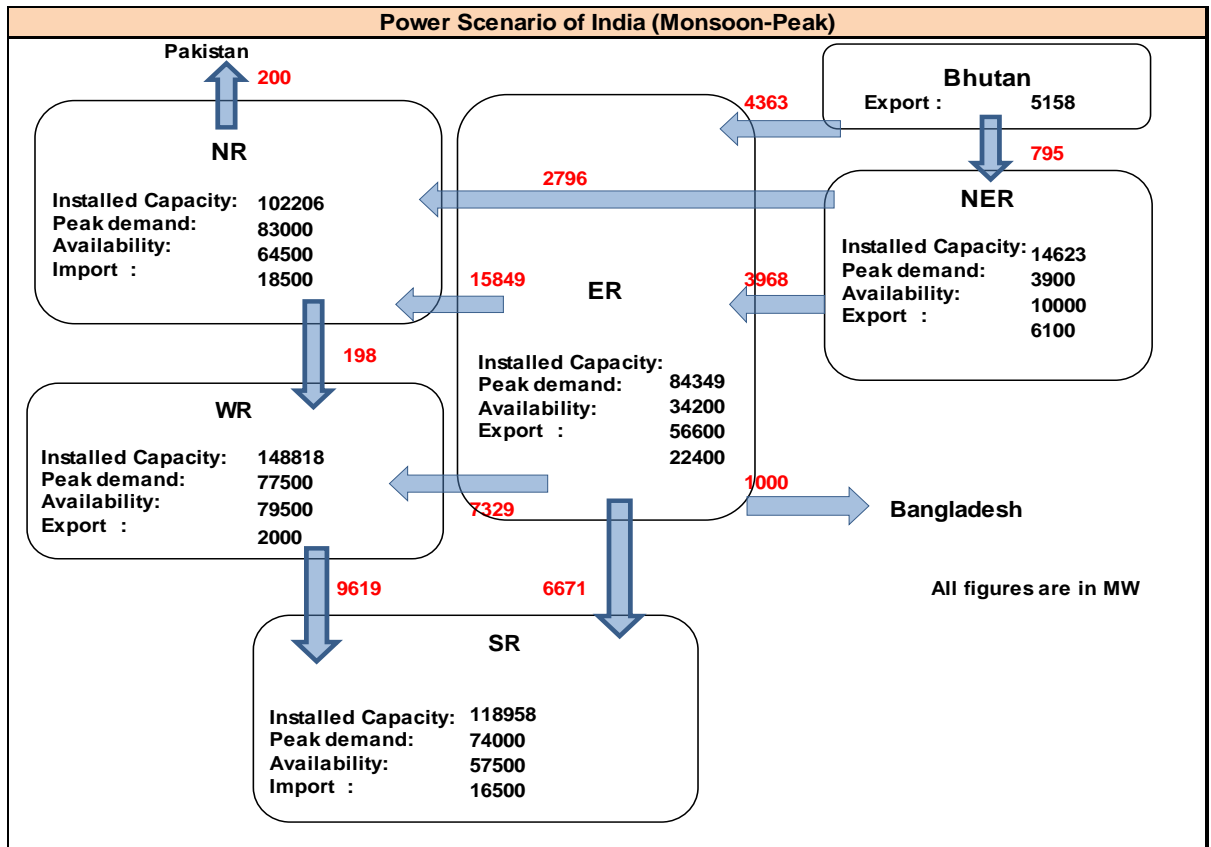 Power Scenario of India (Monsoon-Peak)
Pakistan
200
NR
Installed Capacity: 102206
Peak demand: 83000
Availability: 64500
Import : 18500
198
WR
Installed Capacity: 148818
Peak demand: 77500
Availability: 79500
Export : 2000
9619
4363
2796
15849
3968
ER
Installed Capacity: 84349
Peak demand: 34200
Availability: 56600
Export : 22400
7329
1000
6671
Bhutan
Export : 5158
795
NER
Installed Capacity: 14623
Peak demand: 3900
Availability: 10000
Export : 6100
Bangladesh
All figures are in MW
SR
Installed Capacity: 118958
Peak demand: 74000
Availability: 57500
Import : 16500